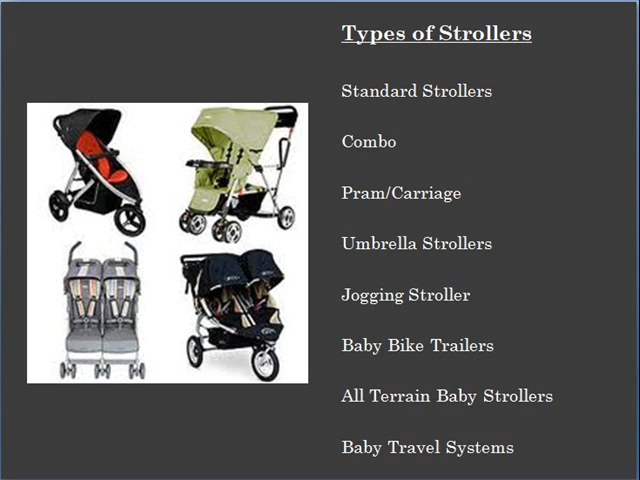 Types of Strollers
Standard Strollers
Combo
Pram/Carriage
Umbrella Strollers
Jogging Stroller
Baby Bike Trailers
All Terrain Baby Strollers
Baby Travel Systems